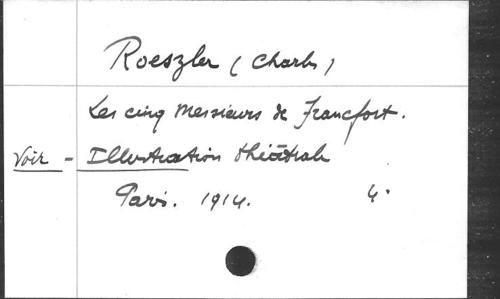 Roeszler (Charles)
Les cinq Messieurs de Francfort.
Voir - Illustration théâtrale
Paris. 1914. 4°